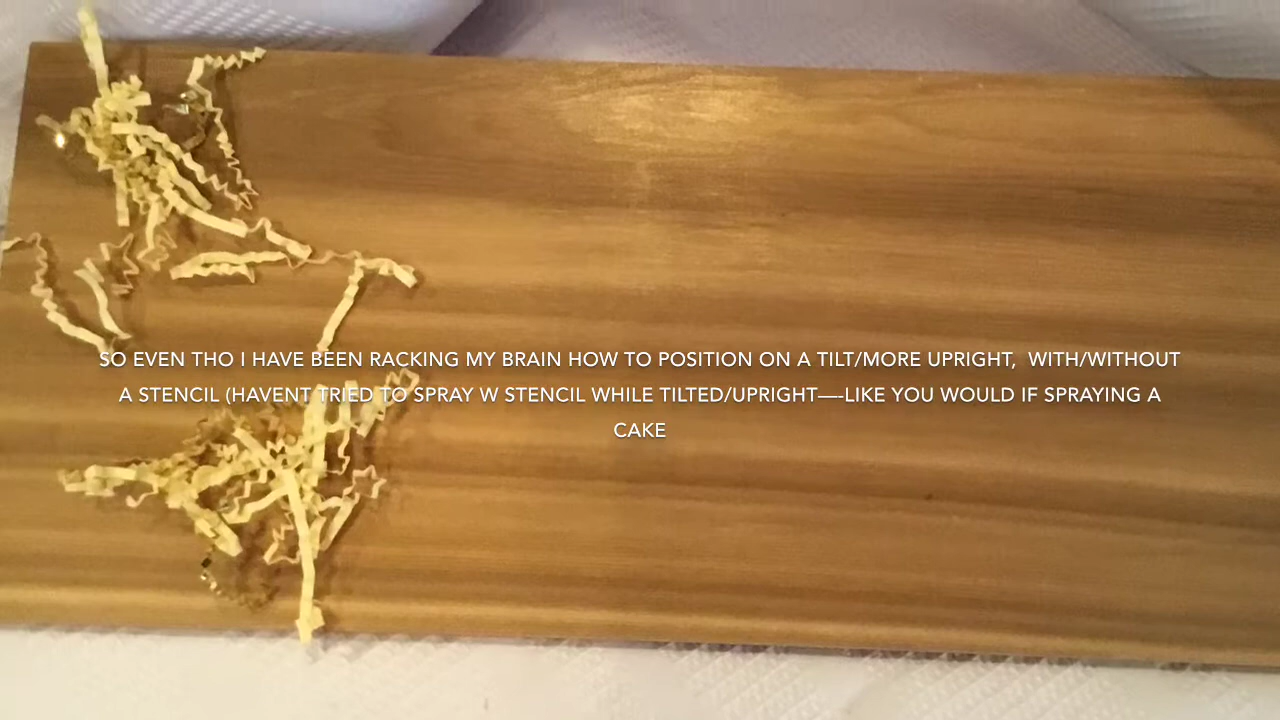 SO EVEN THO I HAVE BEEN RACKING MY BRAIN HOW TO POSITION ON A TILT/MORE UPRIGHT,  WITH/WITHOUT
A STENCIL (HAVENT TRIED TO SPRAY W STENCIL WHILE TILTED/UPRIGHT—-LIKE YOU WOULD IF SPRAYING A
CAKE